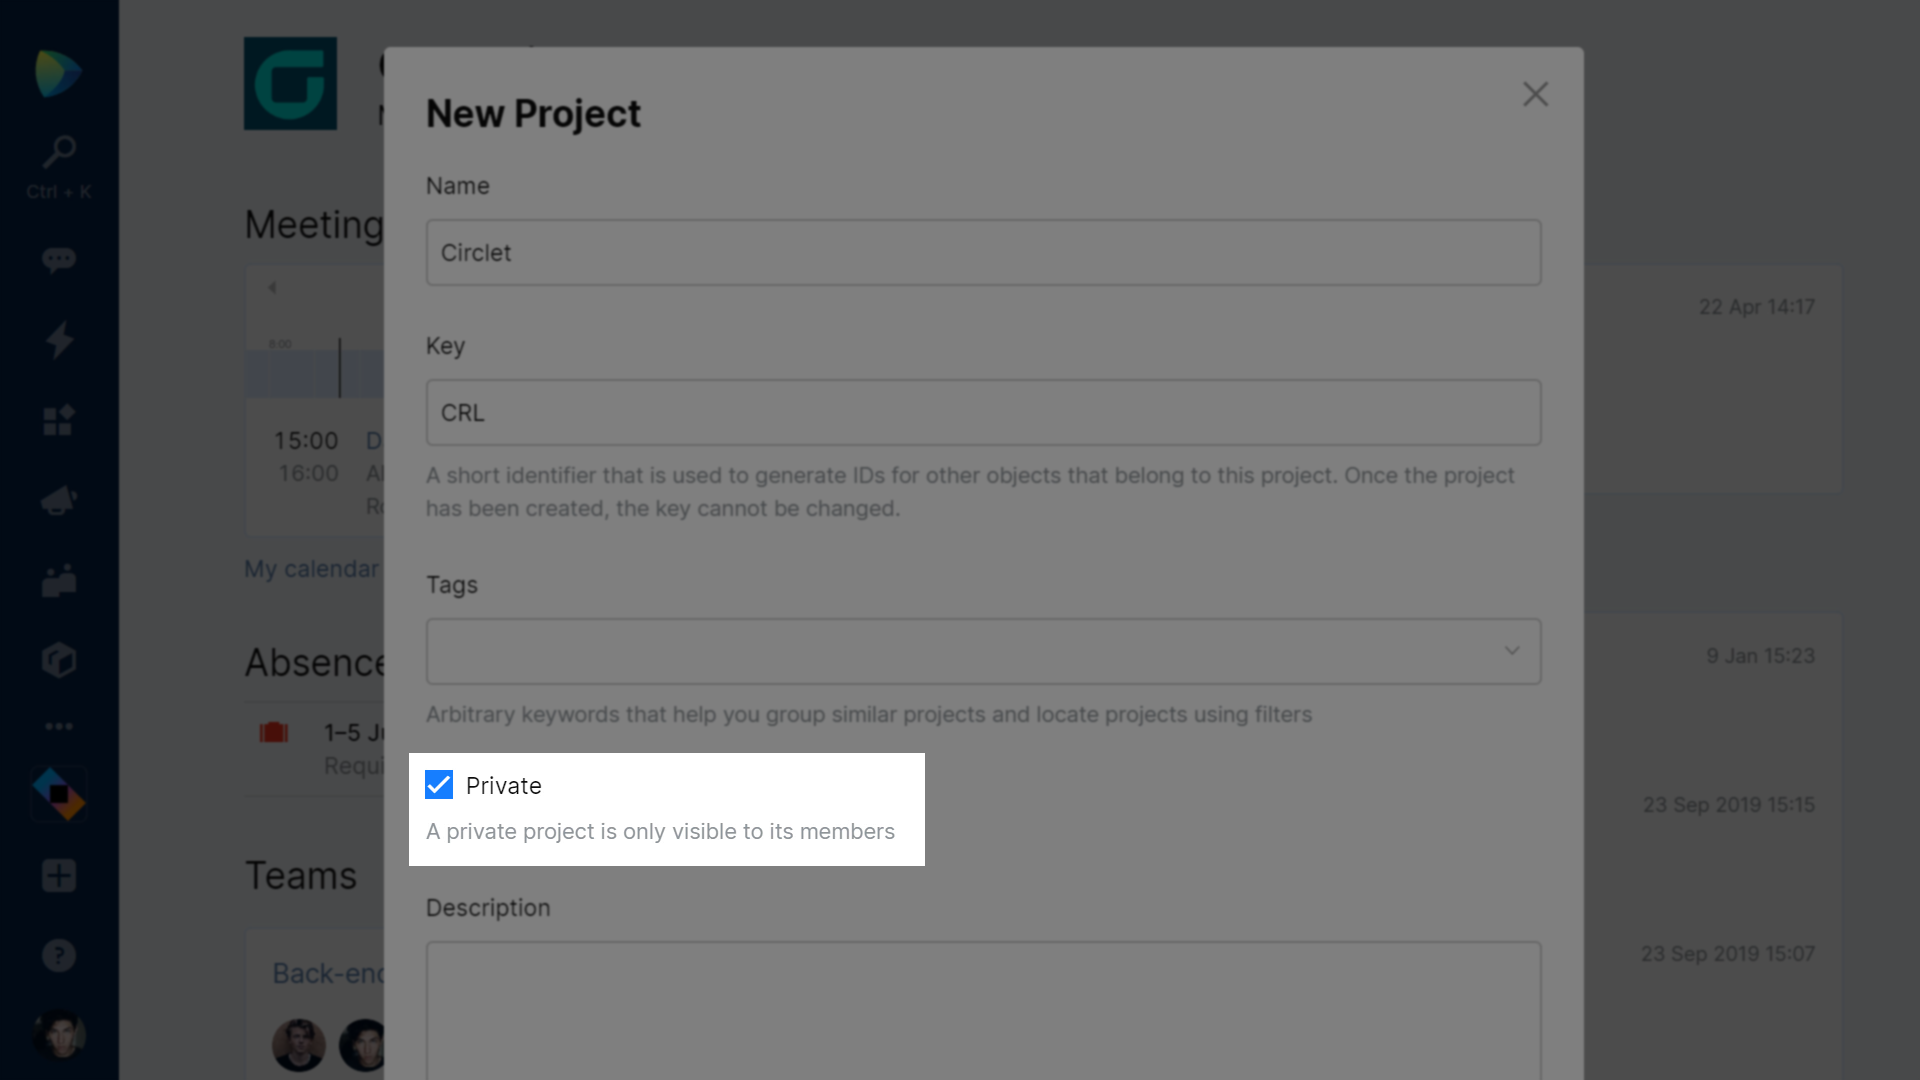 Ctrl + K
Meeting
8:00
15:00
16:00
My calendar
Absence
1–5
Requi
Teams
Back-end
New Project
Name
Circlet
Key
CRL
A short identifier that is used to generate IDs for other objects that belong to this project. Once the project
has been created, the key cannot be changed.
Tags
Arbitrary keywords that help you group similar projects and locate projects using filters
Private
A private project is only visible to its members
Description
22 Apr 14:17
9 Jan 15:23
23 Sep 2019 15:15
23 Sep 2019 15:07